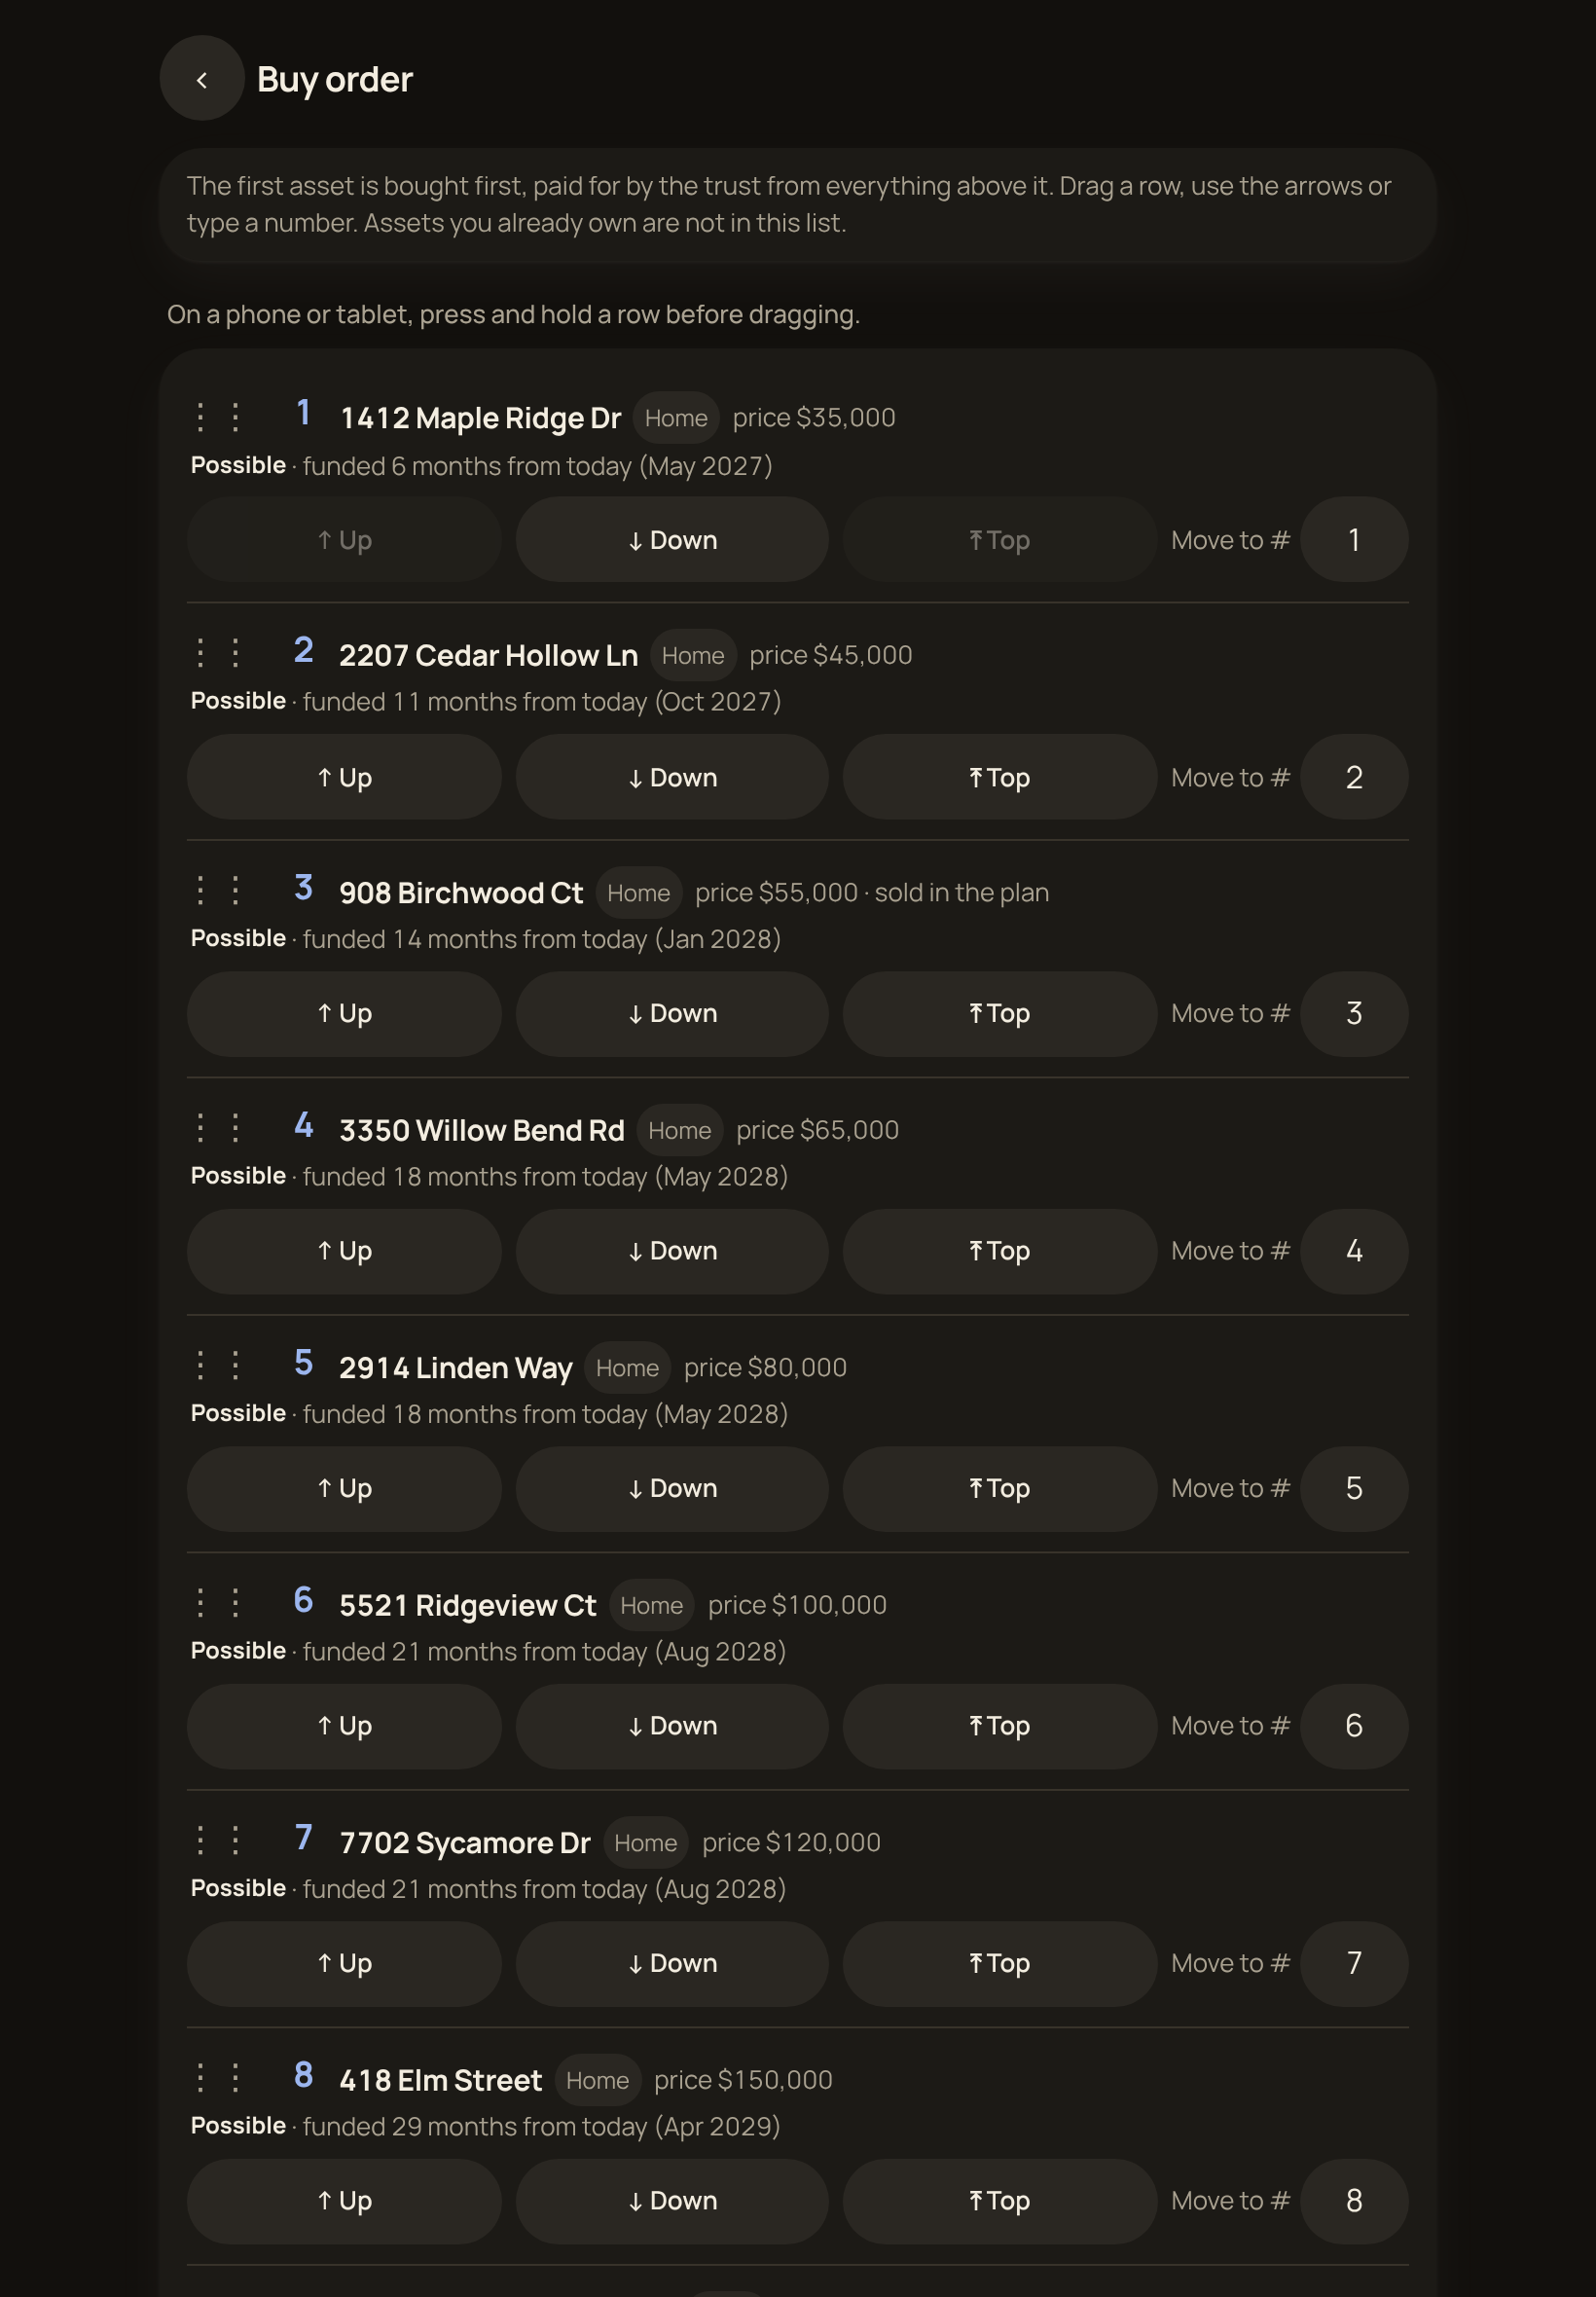 ‹ Buy order
The first asset is bought first, paid for by the trust from everything above it. Drag a row, use the arrows or
type a number. Assets you already own are not in this list.
On a phone or tablet, press and hold a row before dragging.
⋮⋮ 1 1412 Maple Ridge Dr Home price $35,000
Possible · funded 6 months from today (May 2027)
↑ Up ↓ Down ⤒ Top Move to # 1
⋮⋮ 2 2207 Cedar Hollow Ln Home price $45,000
Possible · funded 11 months from today (Oct 2027)
↑ Up ↓ Down ⤒ Top Move to # 2
⋮⋮ 3 908 Birchwood Ct Home price $55,000 · sold in the plan
Possible · funded 14 months from today (Jan 2028)
↑ Up ↓ Down ⤒ Top Move to # 3
⋮⋮ 4 3350 Willow Bend Rd Home price $65,000
Possible · funded 18 months from today (May 2028)
↑ Up ↓ Down ⤒ Top Move to # 4
⋮⋮ 5 2914 Linden Way Home price $80,000
Possible · funded 18 months from today (May 2028)
↑ Up ↓ Down ⤒ Top Move to # 5
⋮⋮ 6 5521 Ridgeview Ct Home price $100,000
Possible · funded 21 months from today (Aug 2028)
↑ Up ↓ Down ⤒ Top Move to # 6
⋮⋮ 7 7702 Sycamore Dr Home price $120,000
Possible · funded 21 months from today (Aug 2028)
↑ Up ↓ Down ⤒ Top Move to # 7
⋮⋮ 8 418 Elm Street Home price $150,000
Possible · funded 29 months from today (Apr 2029)
↑ Up ↓ Down ⤒ Top Move to # 8